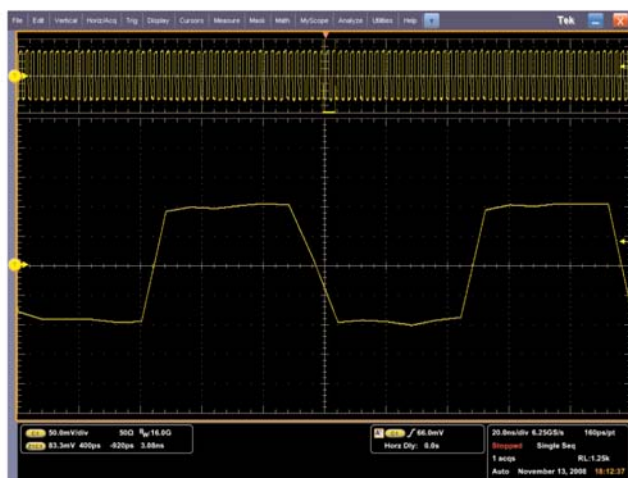 File Edit Vertical Horiz/Acq Trig Display Cursors Measure Mask Math MyScope Analyze Utilities Help Tek X
C1 50.0mV/div 50Ω BW:16.0G
Z1C1 83.3mV 400ps -920ps 3.08ns
A' C1 66.0mV
Horz Dly: 0.0s
20.0ns/div 6.25GS/s 160ps/pt
Stopped Single Seq
1 acqs RL:1.25k
Auto November 13, 2008 18:12:37